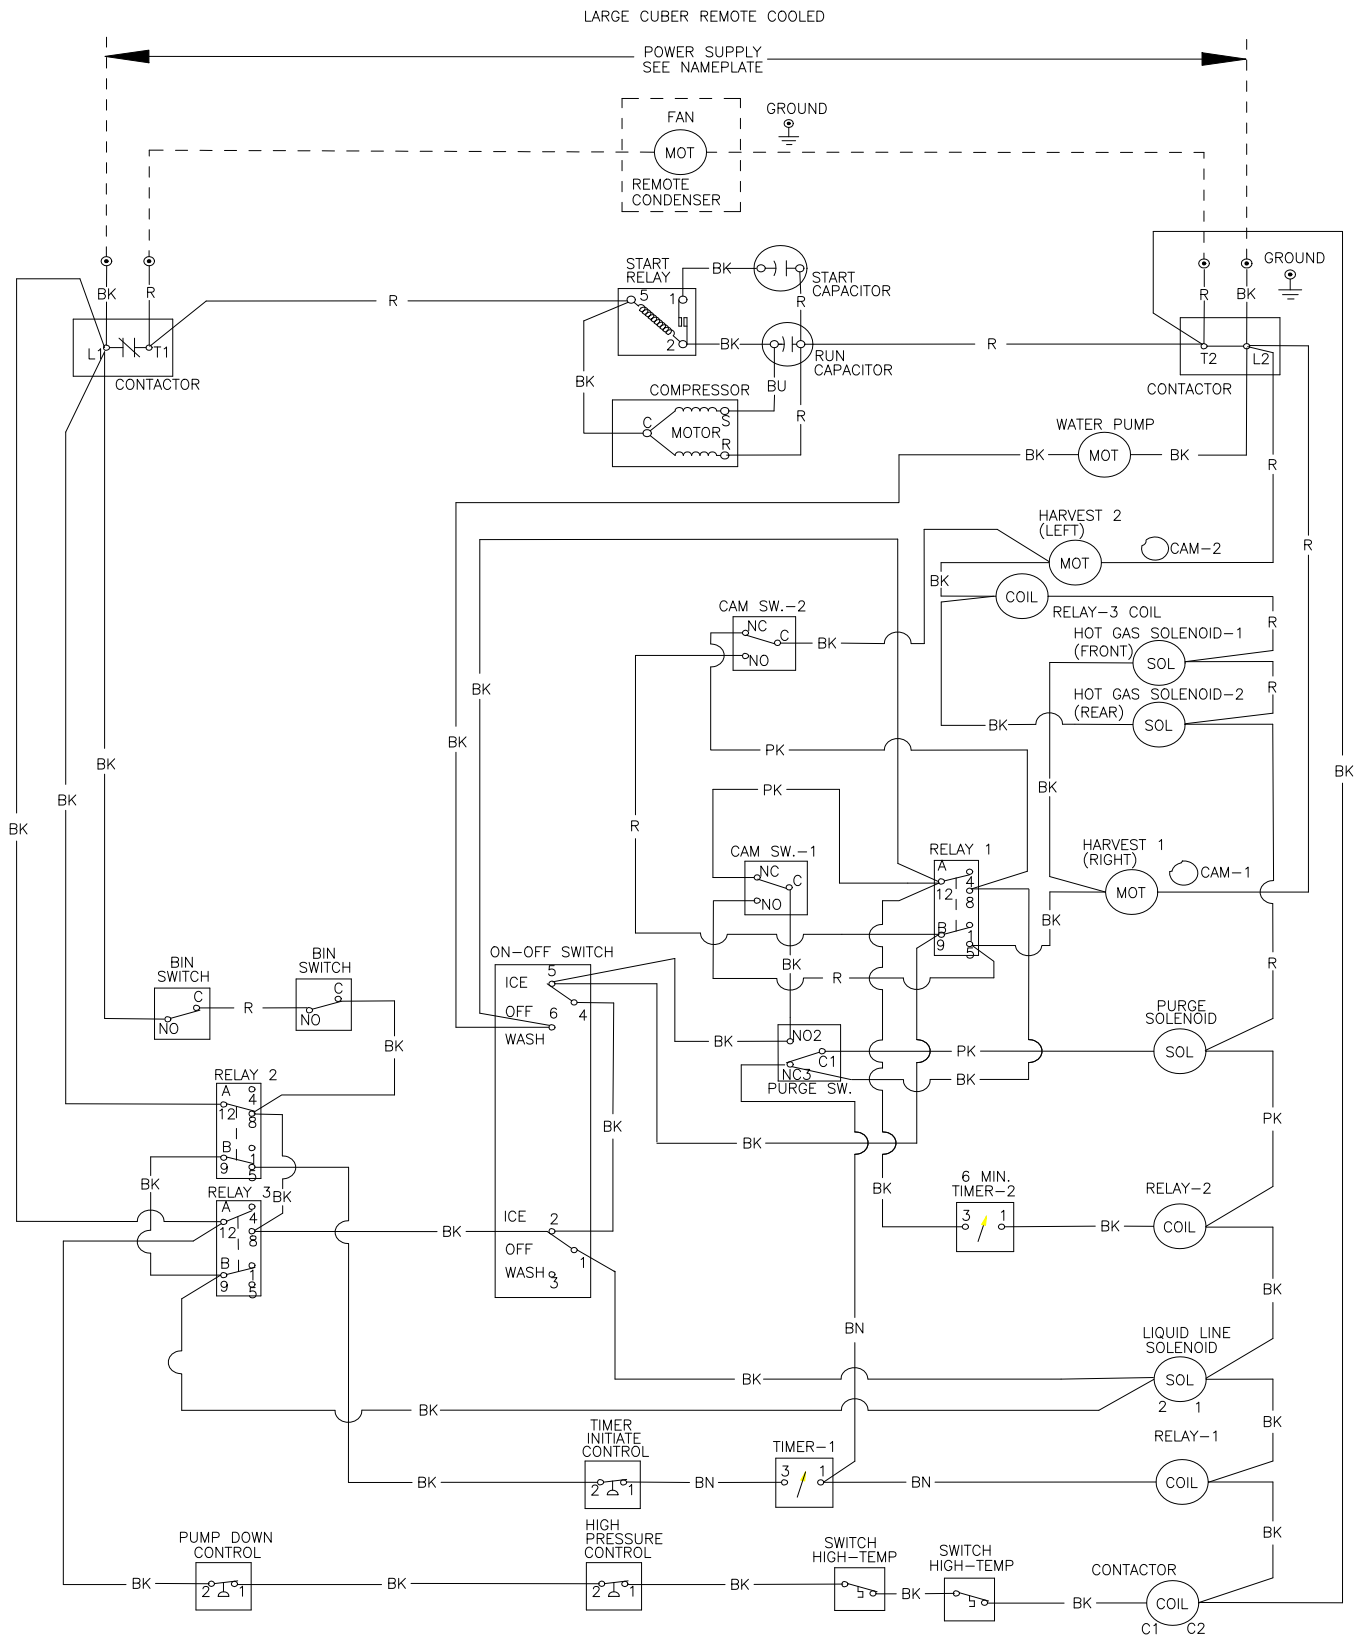 LARGE CUBER REMOTE COOLED
POWER SUPPLY
SEE NAMEPLATE
FAN
GROUND
MOT
REMOTE
CONDENSER
GROUND
START
RELAY
BK
START
CAPACITOR
BK
R
R
BK
R
5
1
R
2
BK
RUN
CAPACITOR
R
L1
T1
T2
L2
CONTACTOR
CONTACTOR
BK
BU
COMPRESSOR
C
S
MOTOR
R
R
WATER PUMP
BK
MOT
BK
R
HARVEST 2
(LEFT)
MOT
CAM-2
R
BK
COIL
RELAY-3 COIL
CAM SW.-2
NC
C
NO
BK
R
HOT GAS SOLENOID-1
(FRONT)
SOL
BK
R
HOT GAS SOLENOID-2
(REAR)
BK
SOL
BK
BK
PK
BK
BK
BK
PK
BK
BK
R
CAM SW.-1
NC
C
NO
RELAY 1
A
4
12
8
B
1
9
5
HARVEST 1
(RIGHT)
MOT
CAM-1
BK
BIN
SWITCH
C
NO
R
BIN
SWITCH
C
NO
ON-OFF SWITCH
5
ICE
4
OFF
6
WASH
BK
R
R
BK
BK
NO2
C1
NC3
PURGE SW.
PK
BK
PURGE
SOLENOID
SOL
RELAY 2
A
4
12
8
B
1
9
5
BK
BK
PK
BK
BK
BK
RELAY 3
A
4
12
8
B
1
9
5
BK
ICE
2
OFF
1
WASH
3
6 MIN.
TIMER-2
3
1
BK
RELAY-2
COIL
BK
BN
LIQUID LINE
SOLENOID
SOL
2
1
BK
BK
BK
TIMER
INITIATE
CONTROL
2
1
BK
BN
TIMER-1
3
1
BN
RELAY-1
COIL
BK
PUMP DOWN
CONTROL
2
1
BK
BK
HIGH
PRESSURE
CONTROL
2
1
BK
SWITCH
HIGH-TEMP
BK
SWITCH
HIGH-TEMP
BK
CONTACTOR
COIL
C1
C2